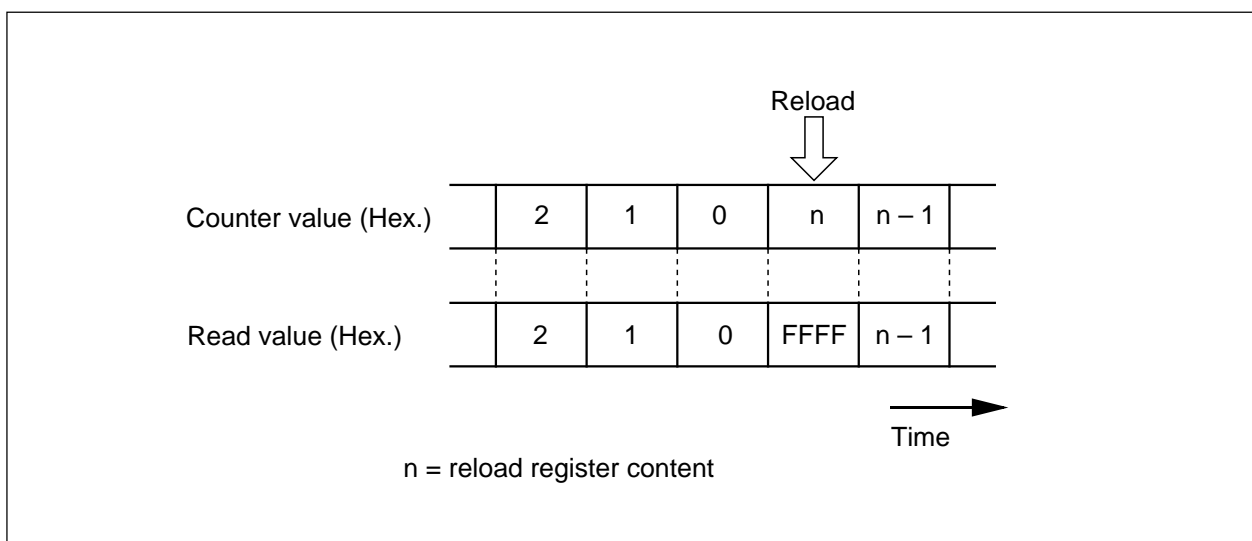 Reload
Counter value (Hex.) 2 1 0 n n – 1
Read value (Hex.) 2 1 0 FFFF n – 1
Time
n = reload register content